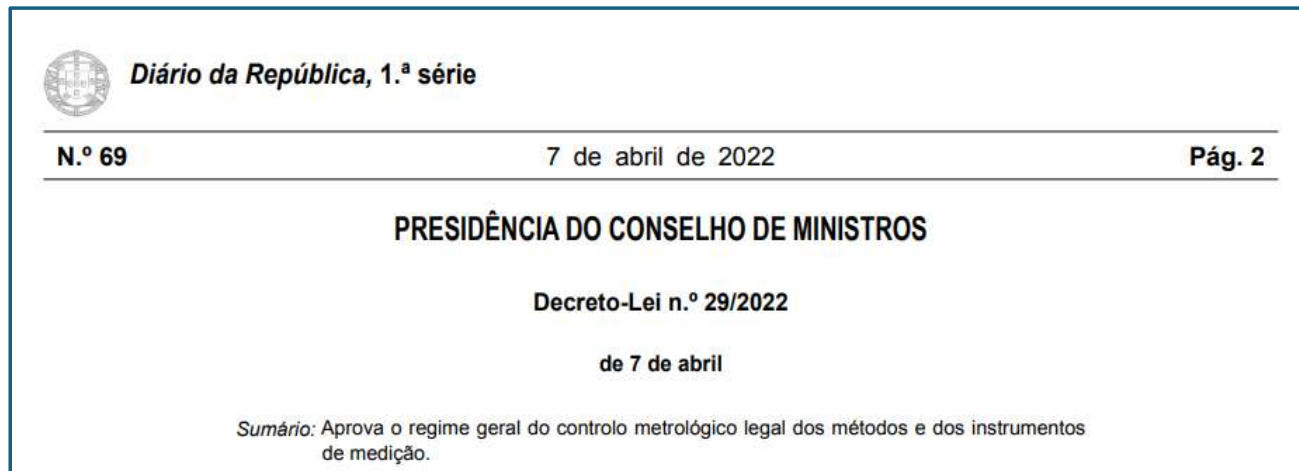 Diário da República, 1.ª série
N.º 69 7 de abril de 2022 Pág. 2
PRESIDÊNCIA DO CONSELHO DE MINISTROS
Decreto-Lei n.º 29/2022
de 7 de abril
Sumário: Aprova o regime geral do controlo metrológico legal dos métodos e dos instrumentos
de medição.